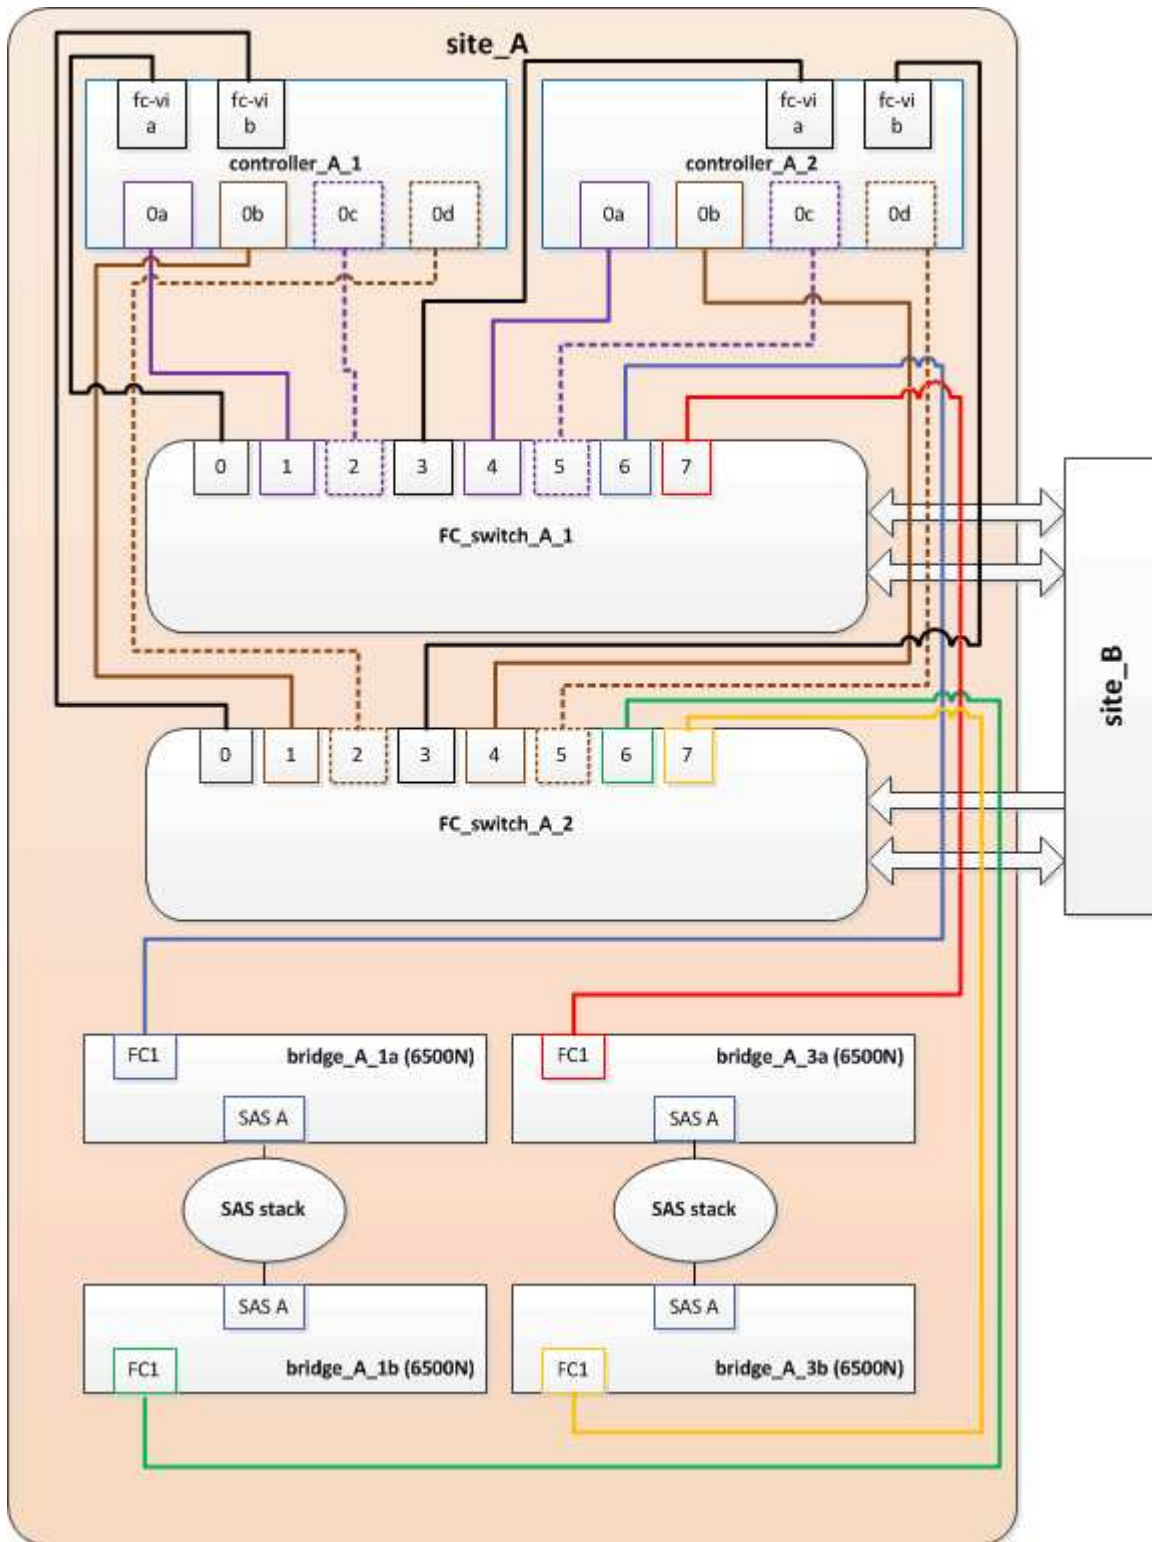 site_A
fc-vi
a
fc-vi
b
fc-vi
a
fc-vi
b
controller_A_1
controller_A_2
0a
0b
0c
0d
0a
0b
0c
0d
0
1
2
3
4
5
6
7
FC_switch_A_1
site_B
0
1
2
3
4
5
6
7
FC_switch_A_2
FC1
bridge_A_1a (6500N)
FC1
bridge_A_3a (6500N)
SAS A
SAS A
SAS stack
SAS stack
SAS A
SAS A
FC1
bridge_A_1b (6500N)
FC1
bridge_A_3b (6500N)